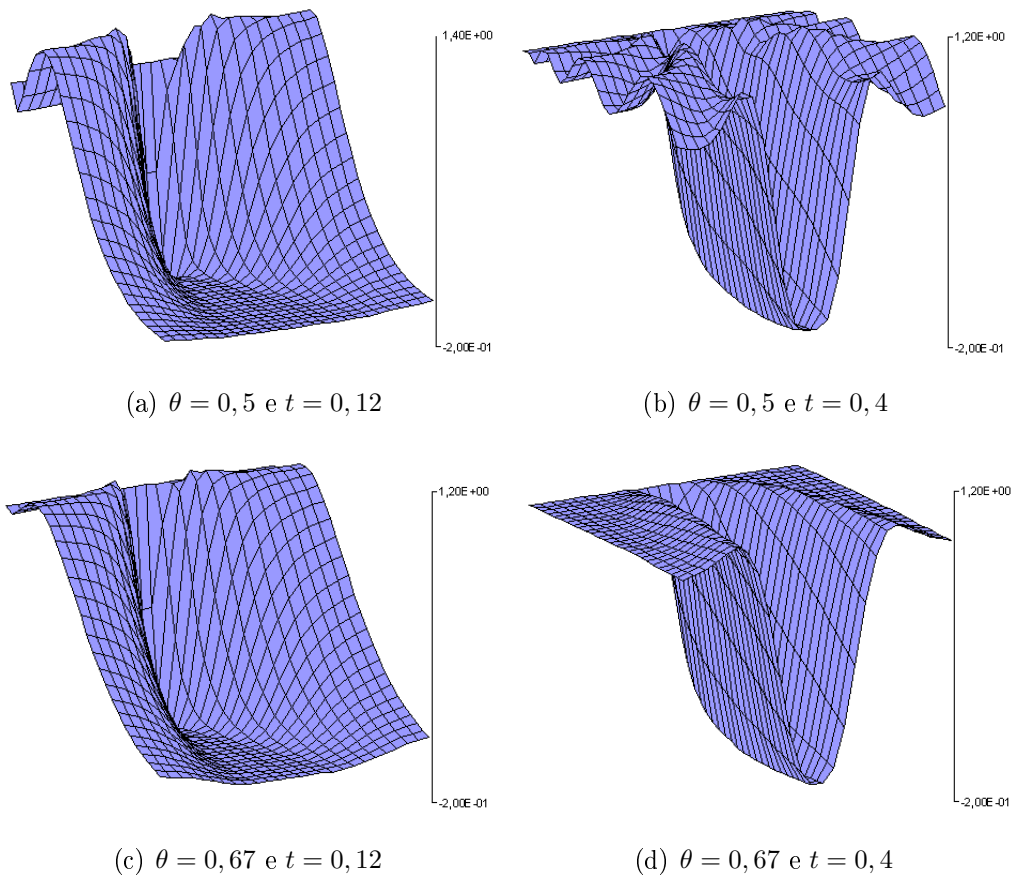 1,40E+00
-2,00E-01
(a) θ = 0, 5 e t = 0, 12
1,20E+00
-2,00E-01
(b) θ = 0, 5 e t = 0, 4
1,20E+00
-2,00E-01
(c) θ = 0, 67 e t = 0, 12
1,20E+00
-2,00E-01
(d) θ = 0, 67 e t = 0, 4